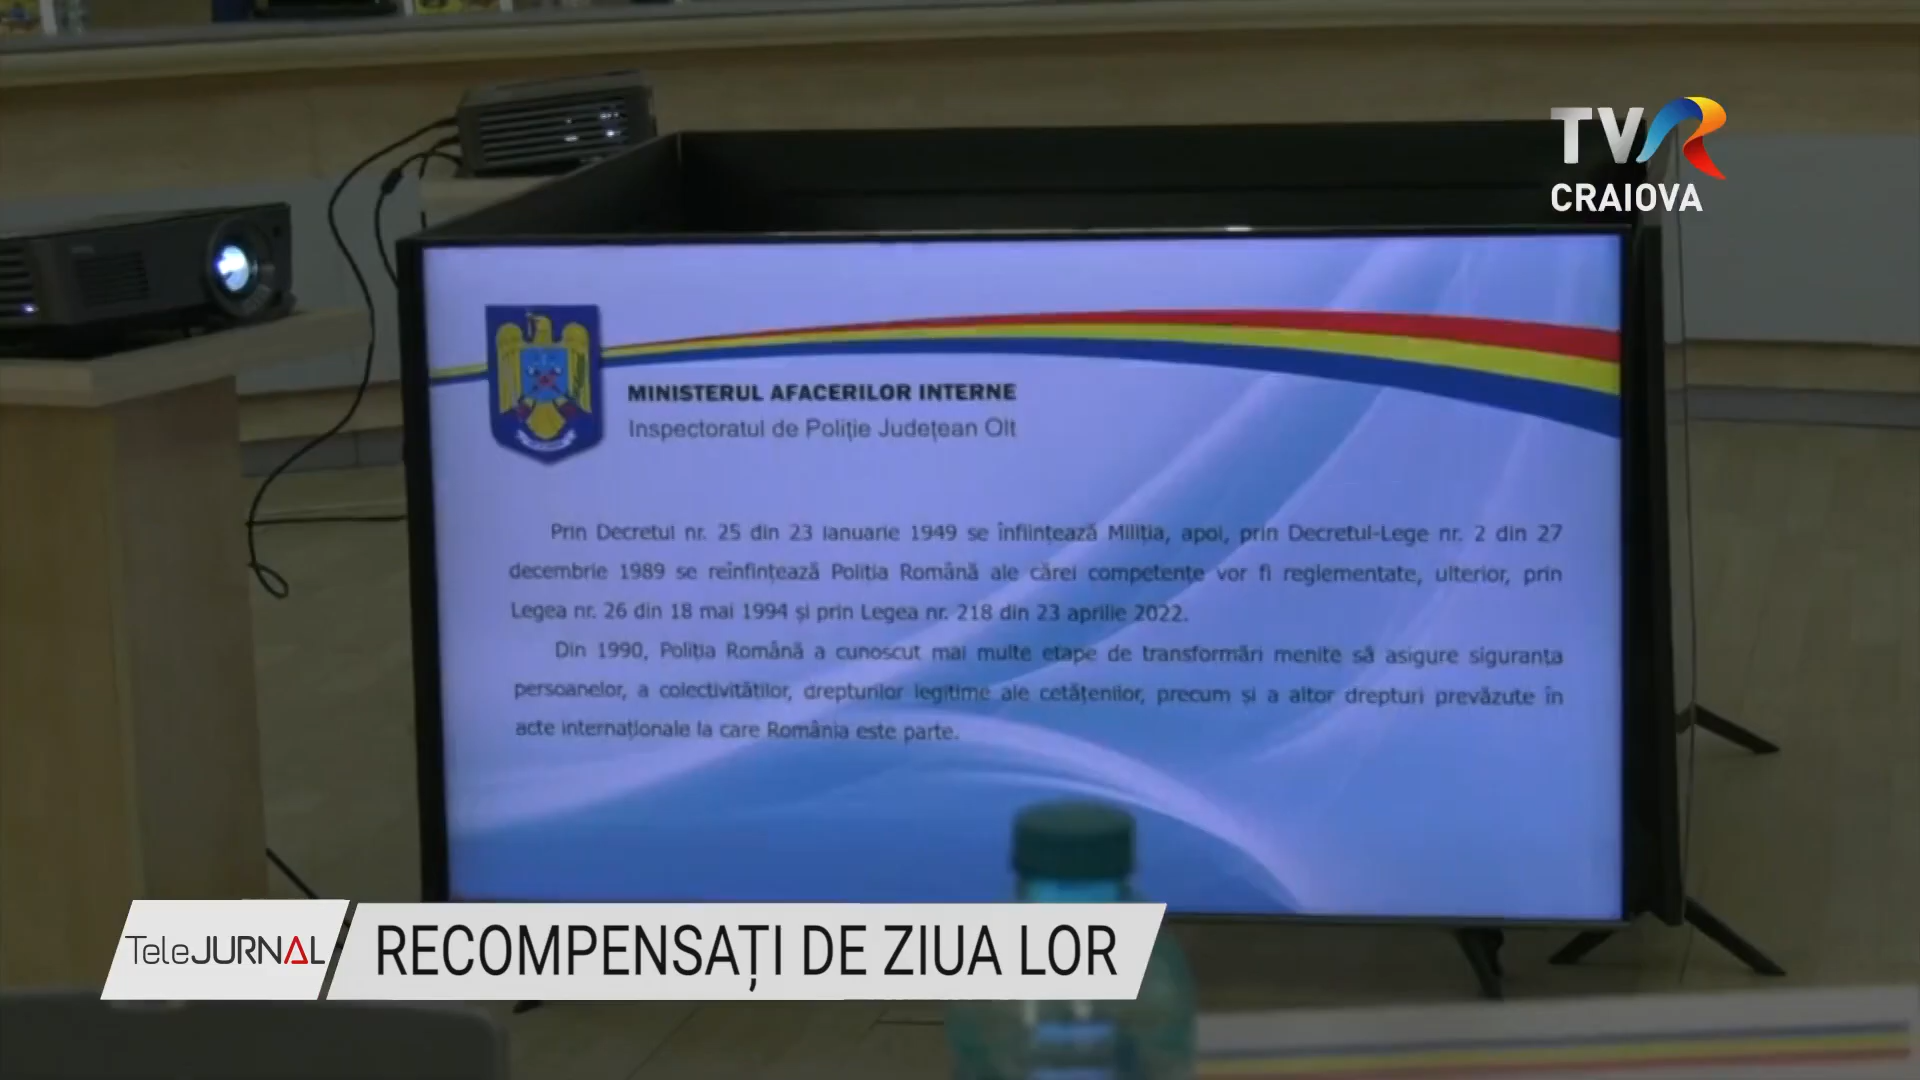 TVR
CRAIOVA
MINISTERUL AFACERILOR INTERNE
Inspectoratul de Poliție Județean Olt
Prin Decretul nr. 25 din 23 Ianuarie 1949 se înființează Miliția, apoi, prin Decretul-Lege nr. 2 din 27
decembrie 1989 se reînfințează Poliția Română ale cărei competențe vor fi reglementate, ulterior, prin
Legea nr. 26 din 18 mai 1994 și prin Legea nr. 218 din 23 aprilie 2022.
Din 1990, Poliția Română a cunoscut mai multe etape de transformări menite să asigure siguranța
persoanelor, a colectivităților, drepturilor legitime ale cetățenilor, precum și a altor drepturi prevăzute în
acte internaționale la care România este parte.
TeleJURNAL
RECOMPENSAȚI DE ZIUA LOR